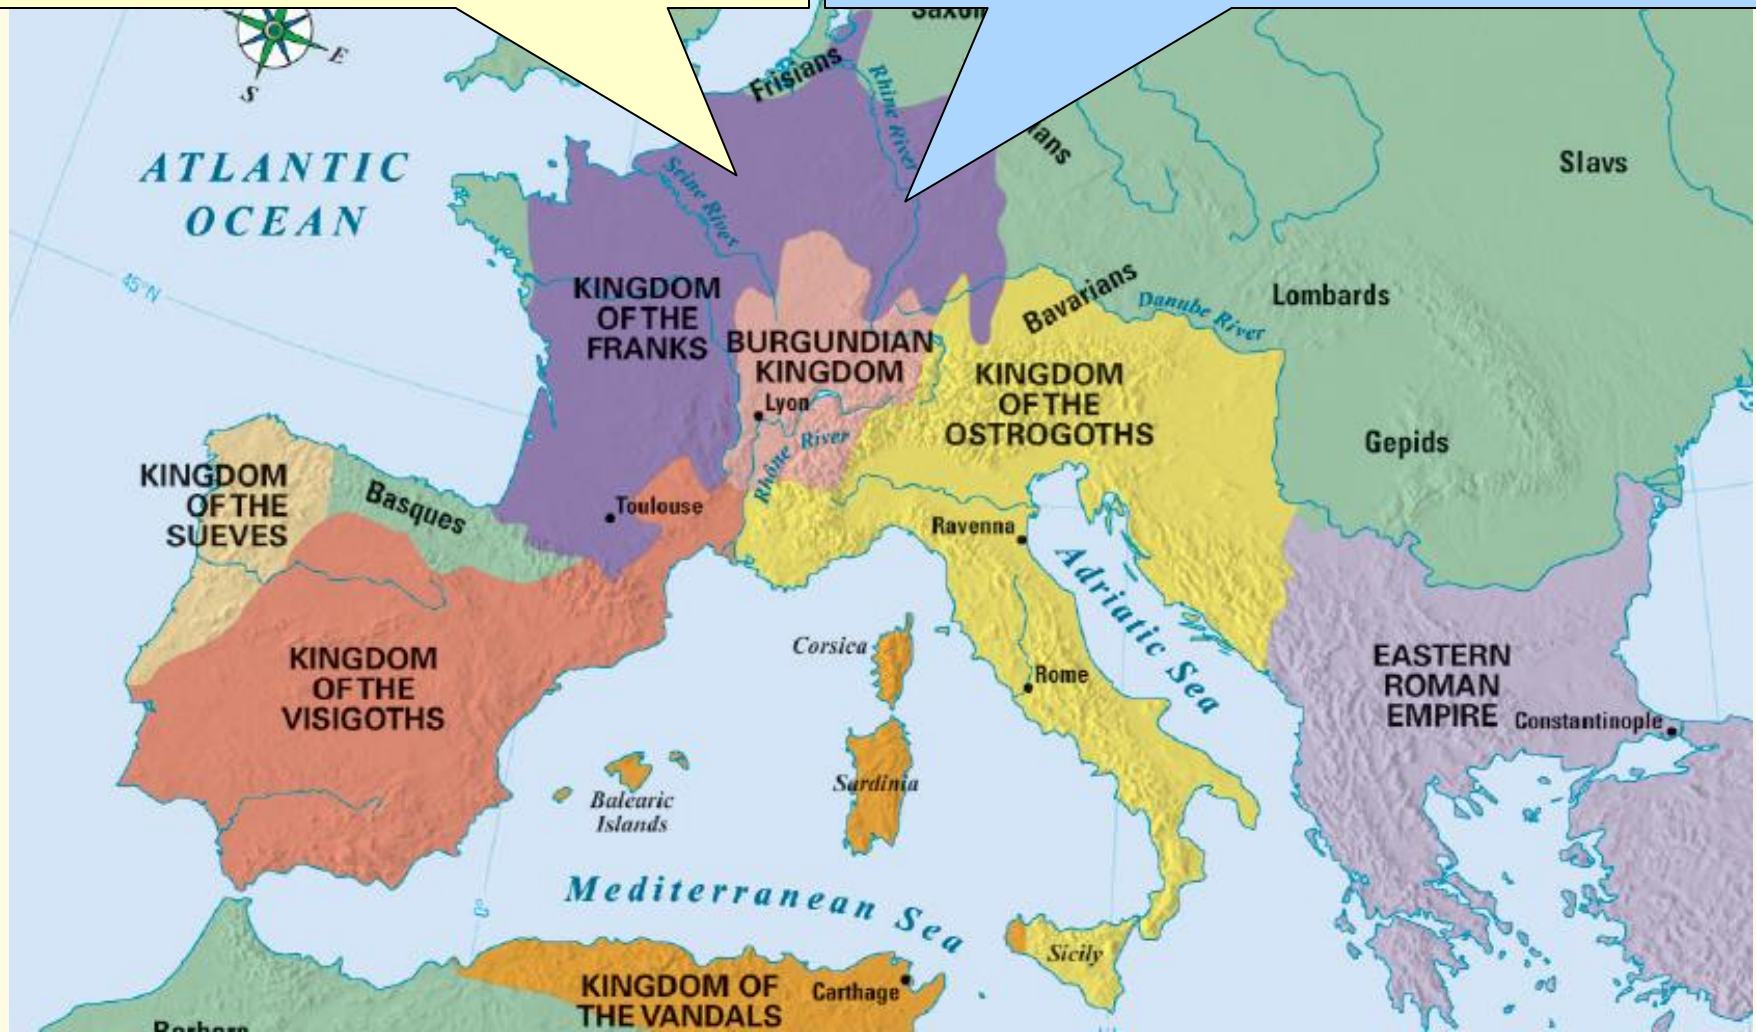 Saxon
E
S
Frisians
Rhine River
ATLANTIC
OCEAN
Seine River
Slavs
45°N
KINGDOM
OF THE
FRANKS
BURGUNDIAN
KINGDOM
Lyon
Rhône River
Bavarians
Danube River
Lombards
KINGDOM
OF THE
OSTROGOTHS
Gepids
KINGDOM
OF THE
SUEVES
Basques
Toulouse
Ravenna
Adriatic Sea
KINGDOM
OF THE
VISIGOTHS
Corsica
Rome
EASTERN
ROMAN
EMPIRE
Constantinople
Balearic
Islands
Sardinia
Mediterranean Sea
Sicily
KINGDOM OF
THE VANDALS
Carthage
Berbers